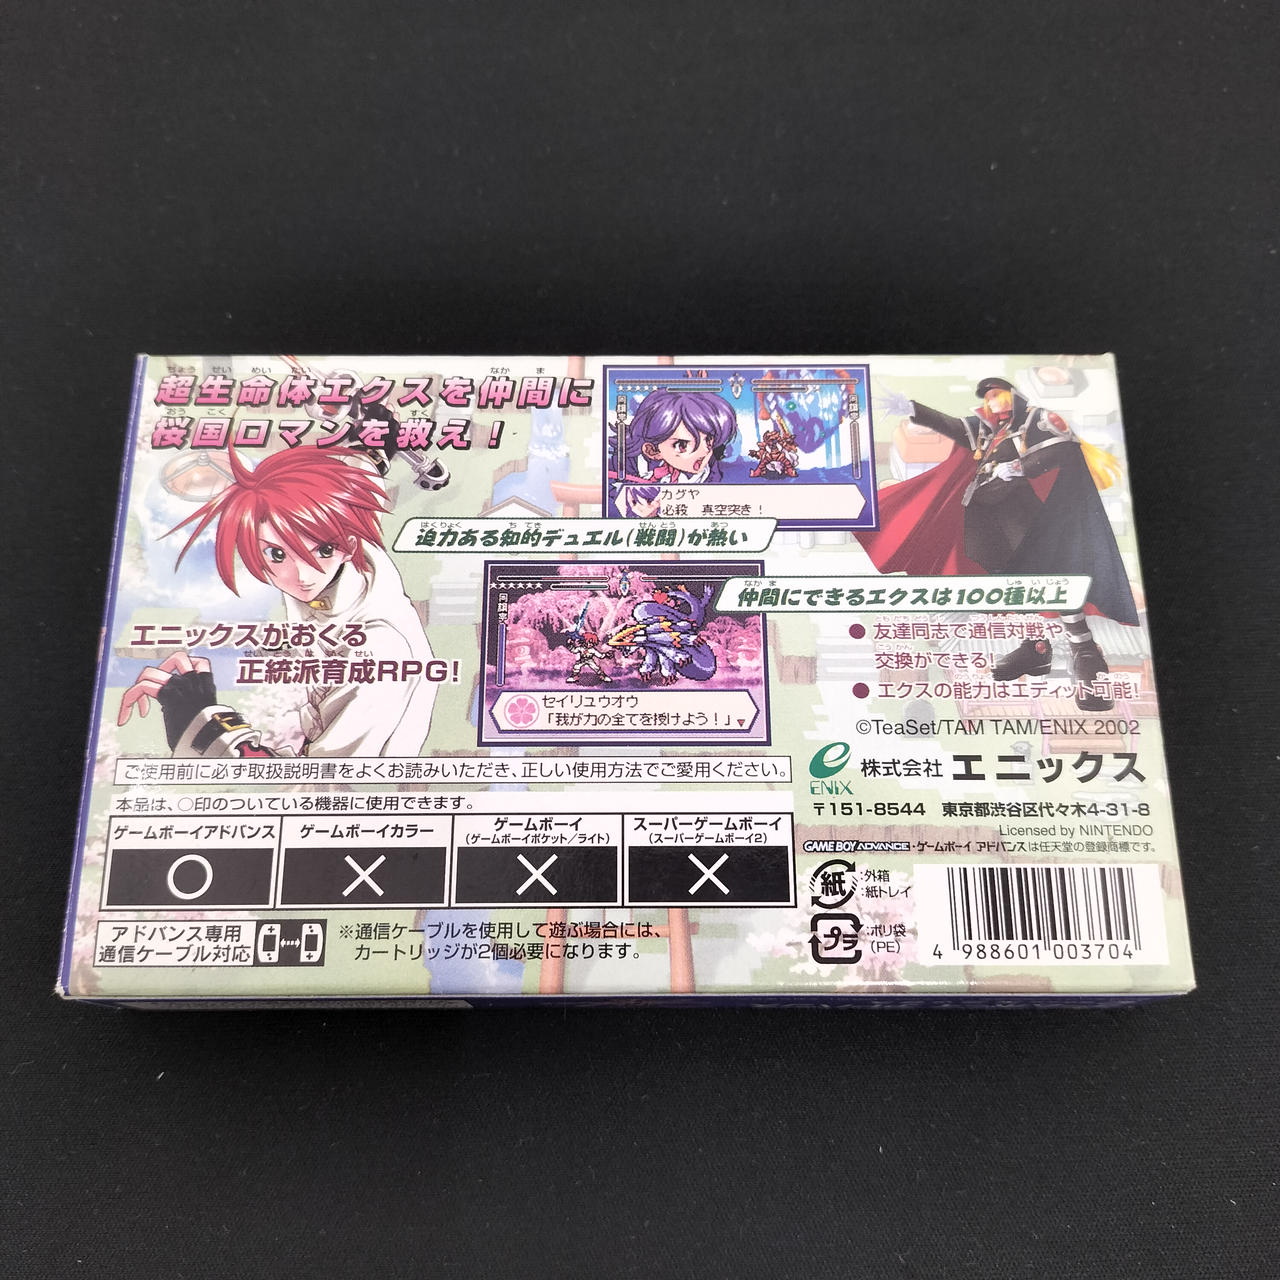 超生命体エクスを仲間に
桜国ロマンを救え!
カグヤ
必殺 真空突き!
迫力ある知的デュエル(戦闘)が熱い
仲間にできるエクスは100種以上
エニックスがおくる
正統派育成RPG!
●友達同志で通信対戦や、
交換ができる!
●エクスの能力はエディット可能!
セイリュウオウ
「我が力の全てを授けよう!」
©TeaSet/TAM TAM/ENIX 2002
ENIX
株式会社 エニックス
〒151-8544 東京都渋谷区代々木4-31-8
Licensed by NINTENDO
GAME BOY ADVANCE・ゲームボーイ アドバンスは任天堂の登録商標です。
ご使用前に必ず取扱説明書をよくお読みいただき、正しい使用方法でご愛用ください。
本品は、○印のついている機器に使用できます。
ゲームボーイアドバンス
○
ゲームボーイカラー
×
ゲームボーイ
(ゲームボーイポケット/ライト)
×
スーパーゲームボーイ
(スーパーゲームボーイ2)
×
アドバンス専用
通信ケーブル対応
※通信ケーブルを使用して遊ぶ場合には、
カートリッジが2個必要になります。
紙
:外箱
:紙トレイ
プラ
:ポリ袋
(PE)
4 988601 003704